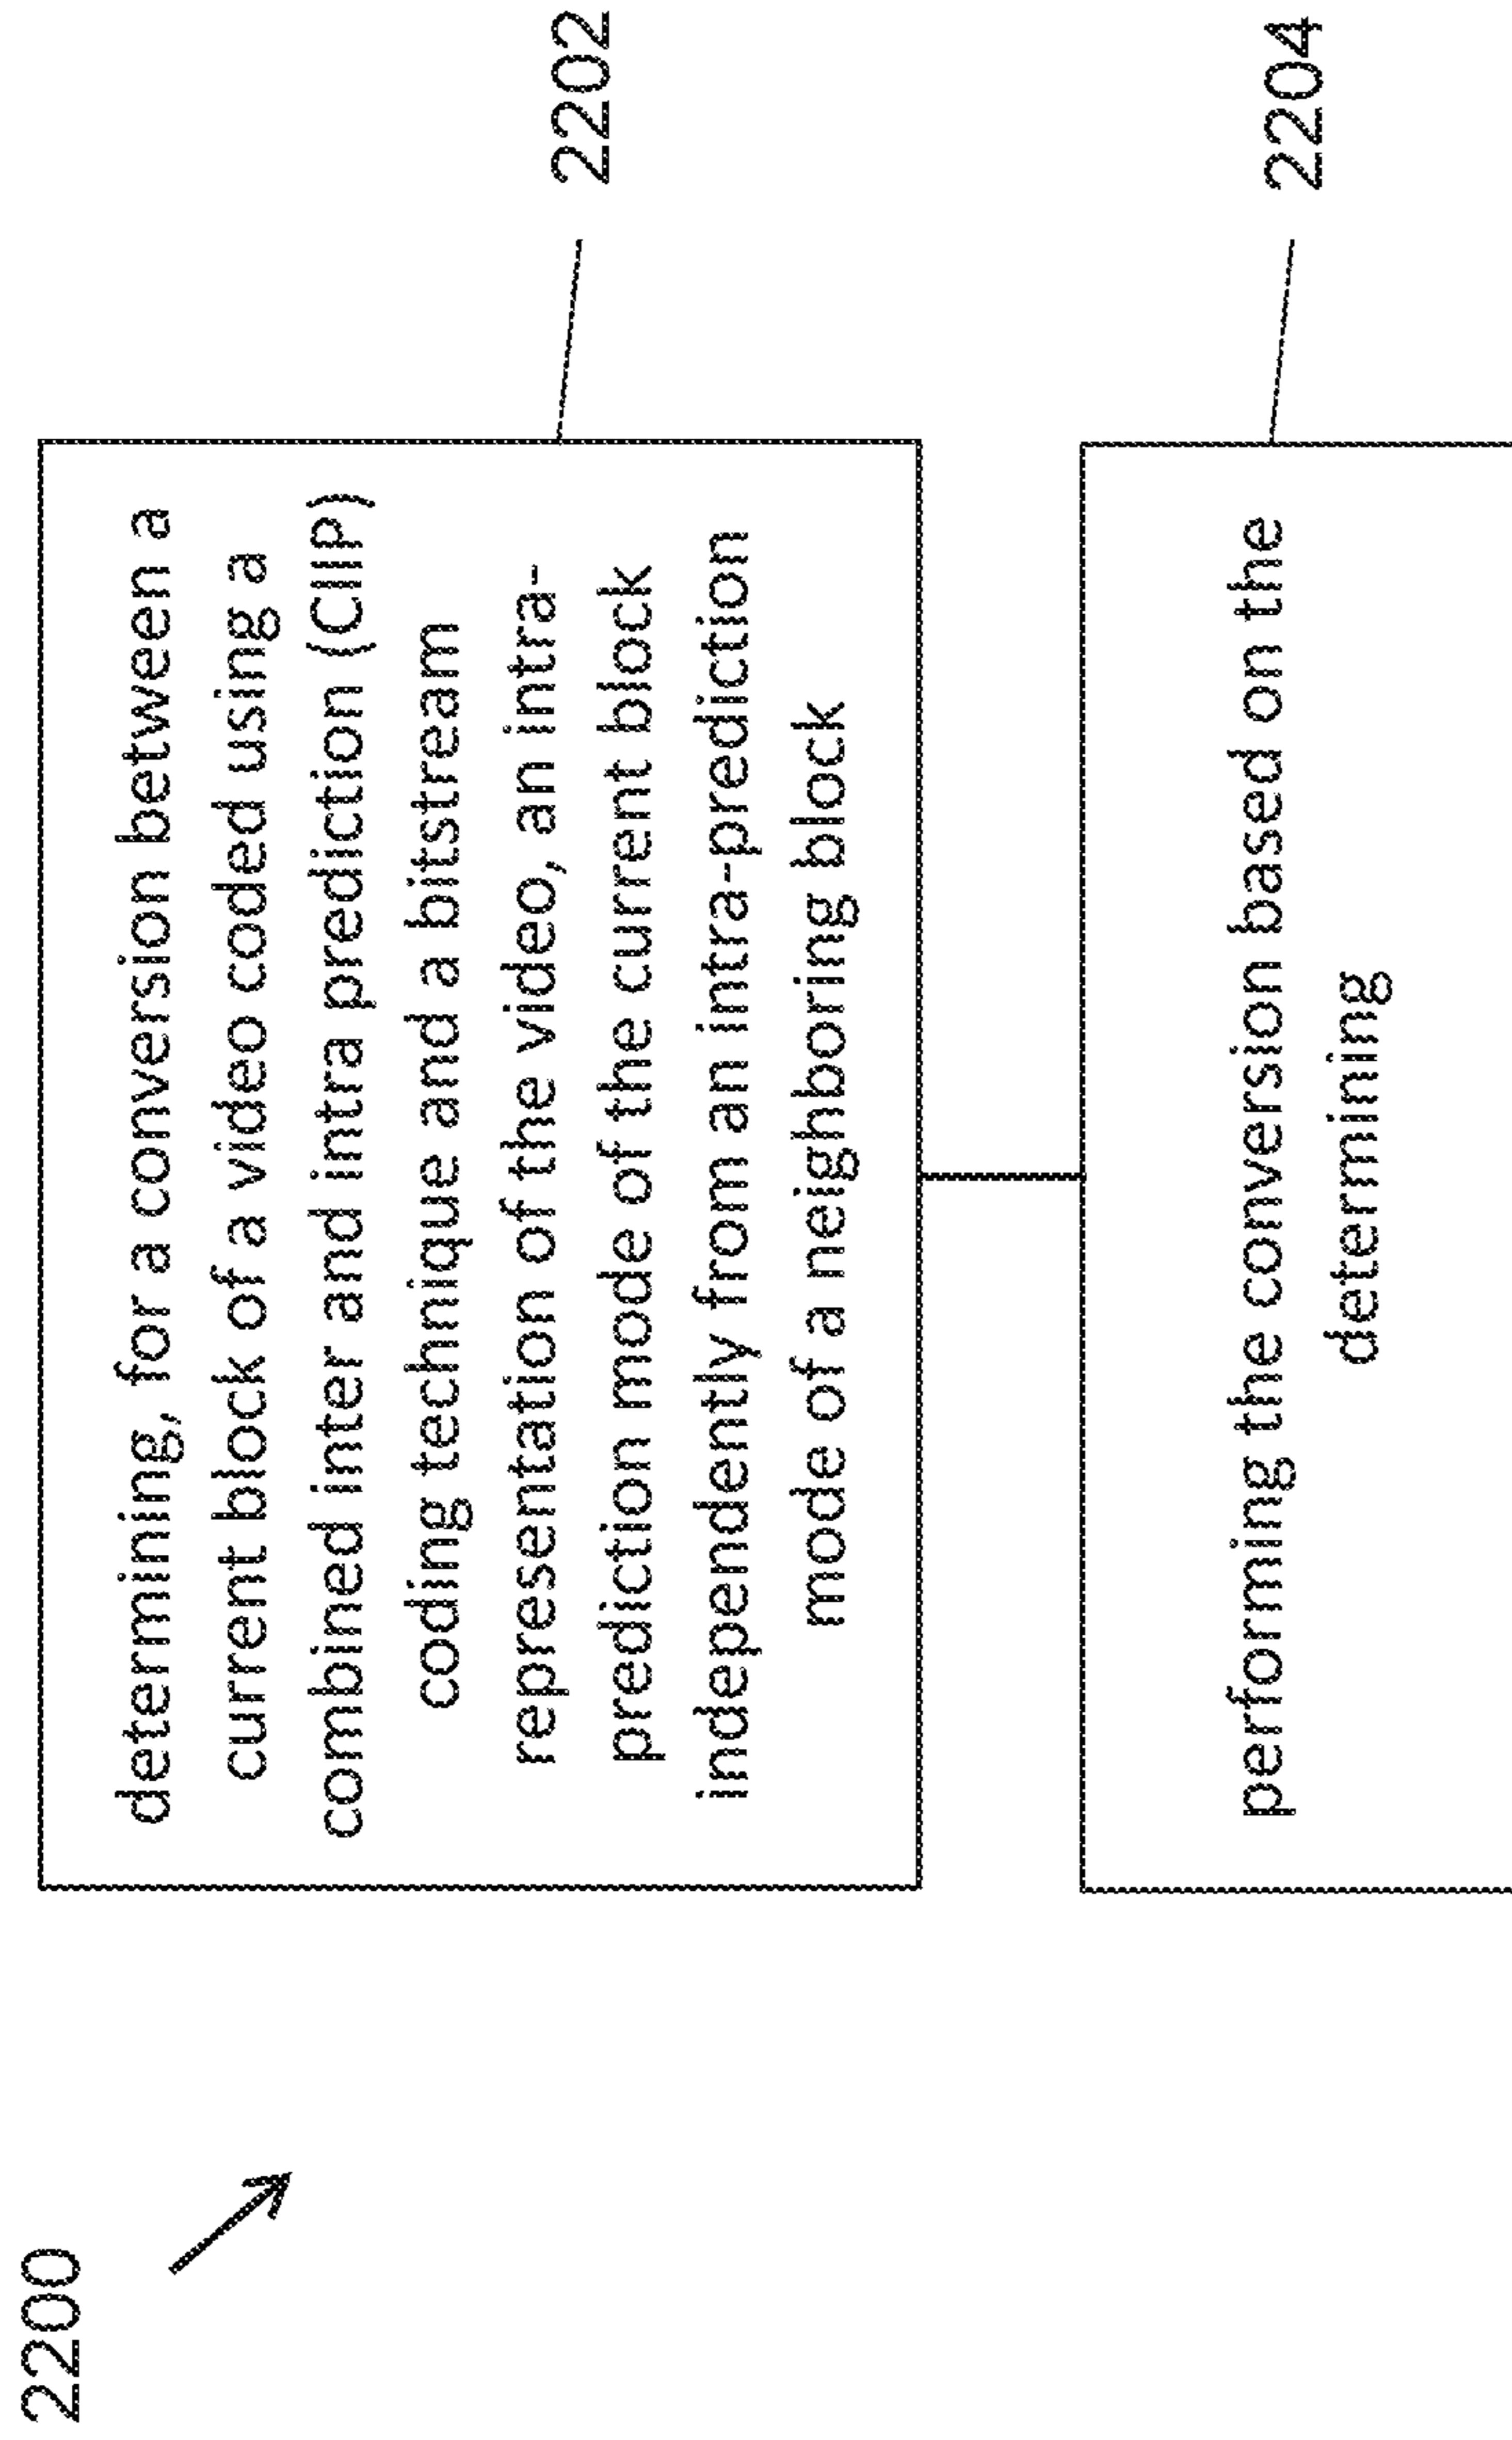 2200
determining, for a conversion between a
current block of a video coded using a
combined inter and intra prediction (CIIP)
coding technique and a bitstream
representation of the video, an intra-
prediction mode of the current block
independently from an intra-prediction
mode of a neighboring block
2202
performing the conversion based on the
determining
2204